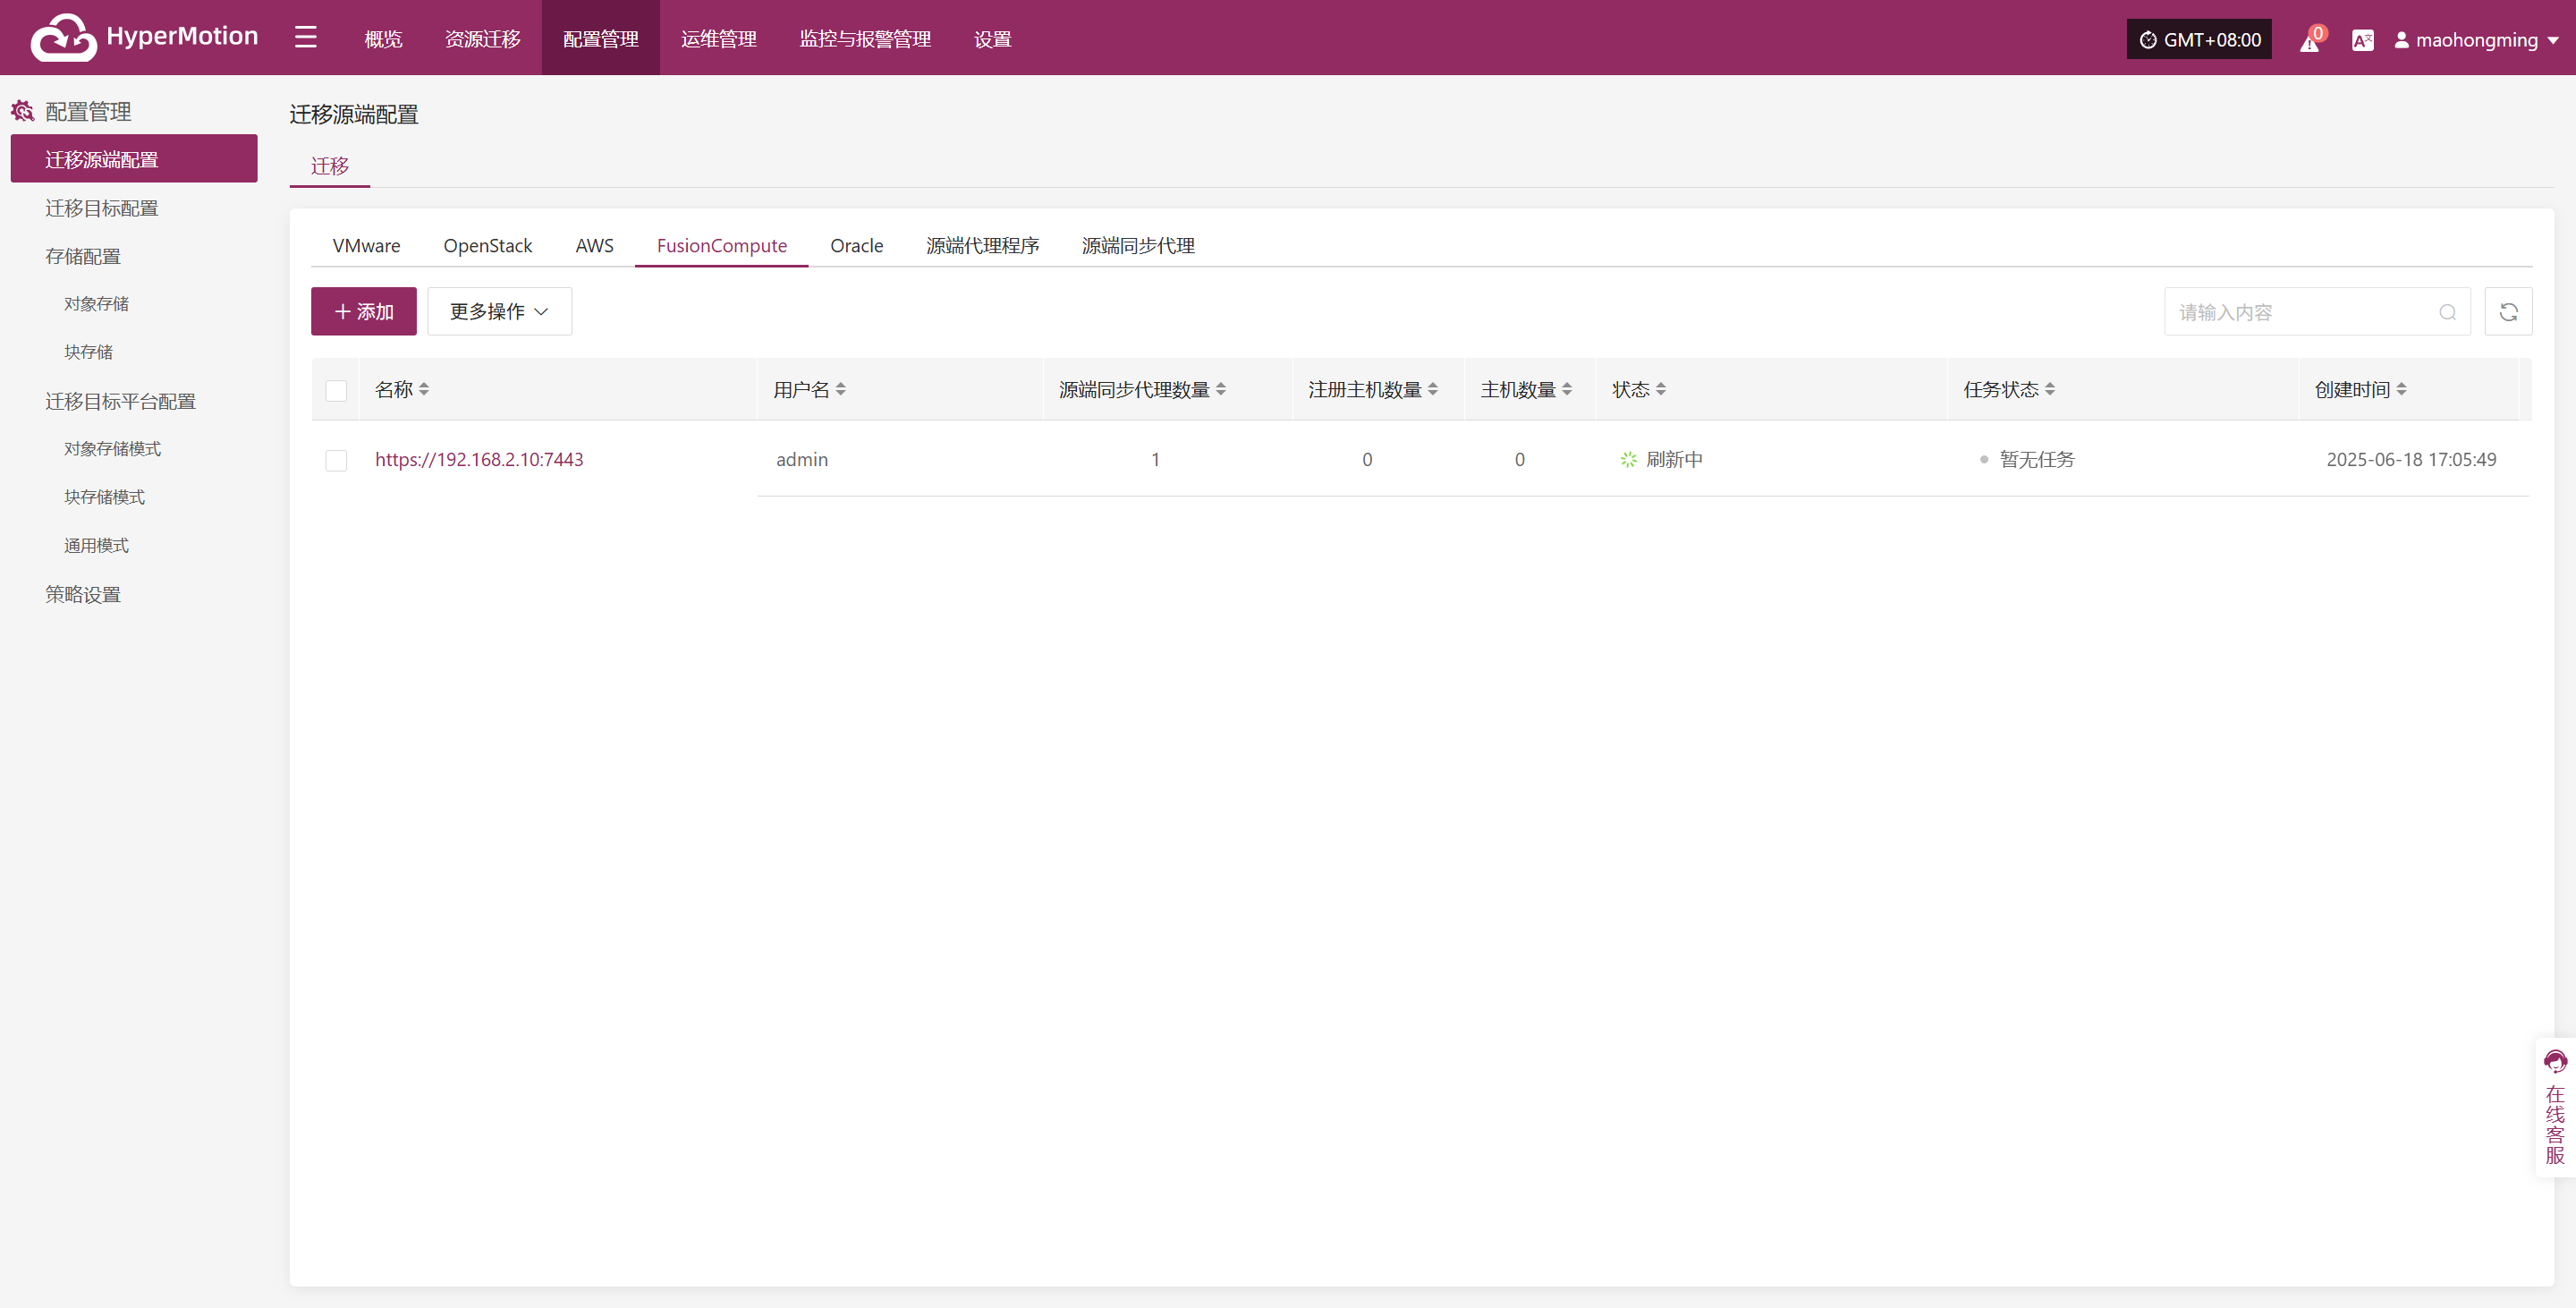 HyperMotion
概览
资源迁移
配置管理
运维管理
监控与报警管理
设置
GMT+08:00
0
maohongming
配置管理
迁移源端配置
迁移目标配置
存储配置
对象存储
块存储
迁移目标平台配置
对象存储模式
块存储模式
通用模式
策略设置
迁移源端配置
迁移
VMware
OpenStack
AWS
FusionCompute
Oracle
源端代理程序
源端同步代理
添加
更多操作
请输入内容
名称
用户名
源端同步代理数量
注册主机数量
主机数量
状态
任务状态
创建时间
https://192.168.2.10:7443
admin
1
0
0
刷新中
暂无任务
2025-06-18 17:05:49
在线客服